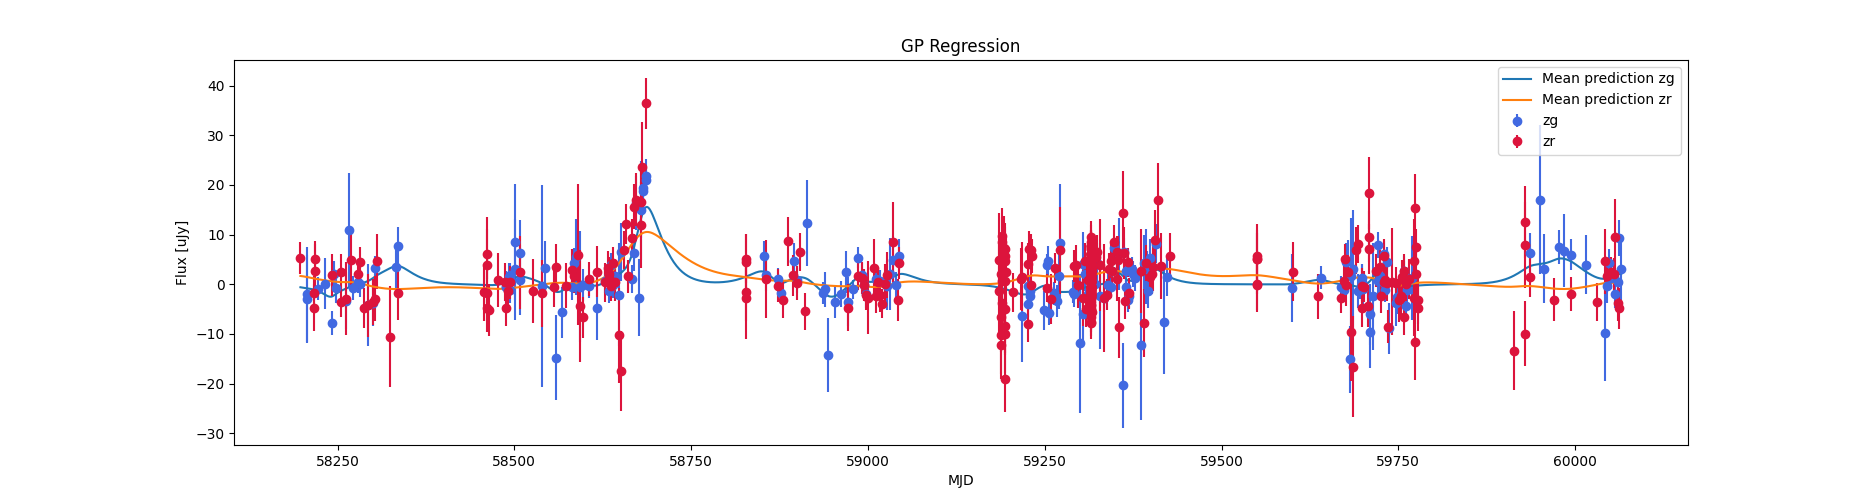 GP Regression
Flux [uJy]
40
30
20
10
0
−10
−20
−30
Mean prediction zg
Mean prediction zr
zg
zr
58250 58500 58750 59000 59250 59500 59750 60000
MJD